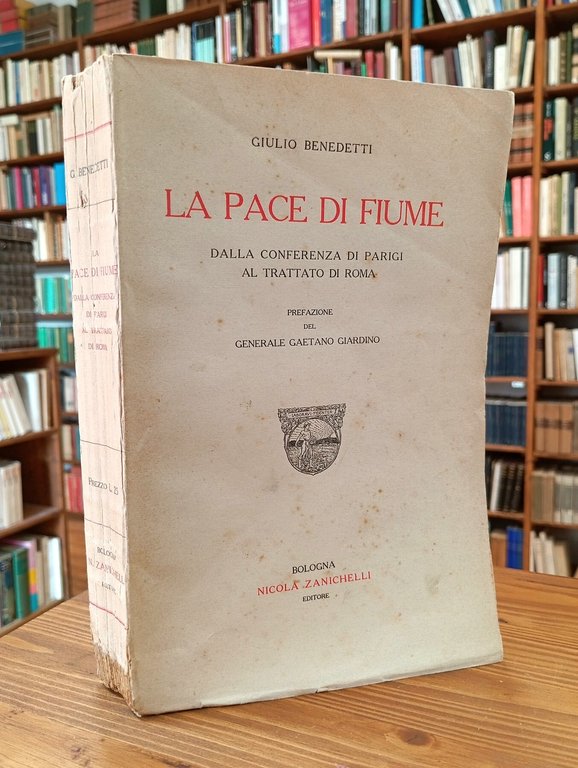 GIULIO BENEDETTI
LA PACE DI FIUME
DALLA CONFERENZA DI PARIGI
AL TRATTATO DI ROMA
PREFAZIONE
DEL
GENERALE GAETANO GIARDINO
BOLOGNA
NICOLA ZANICHELLI
EDITORE
G. BENEDETTI
LA
PACE DI FIUME
DALLA CONFERENZA
DI PARIGI
AL TRATTATO
DI ROMA
PREZZO L. 25
BOLOGNA
N. ZANICHELLI